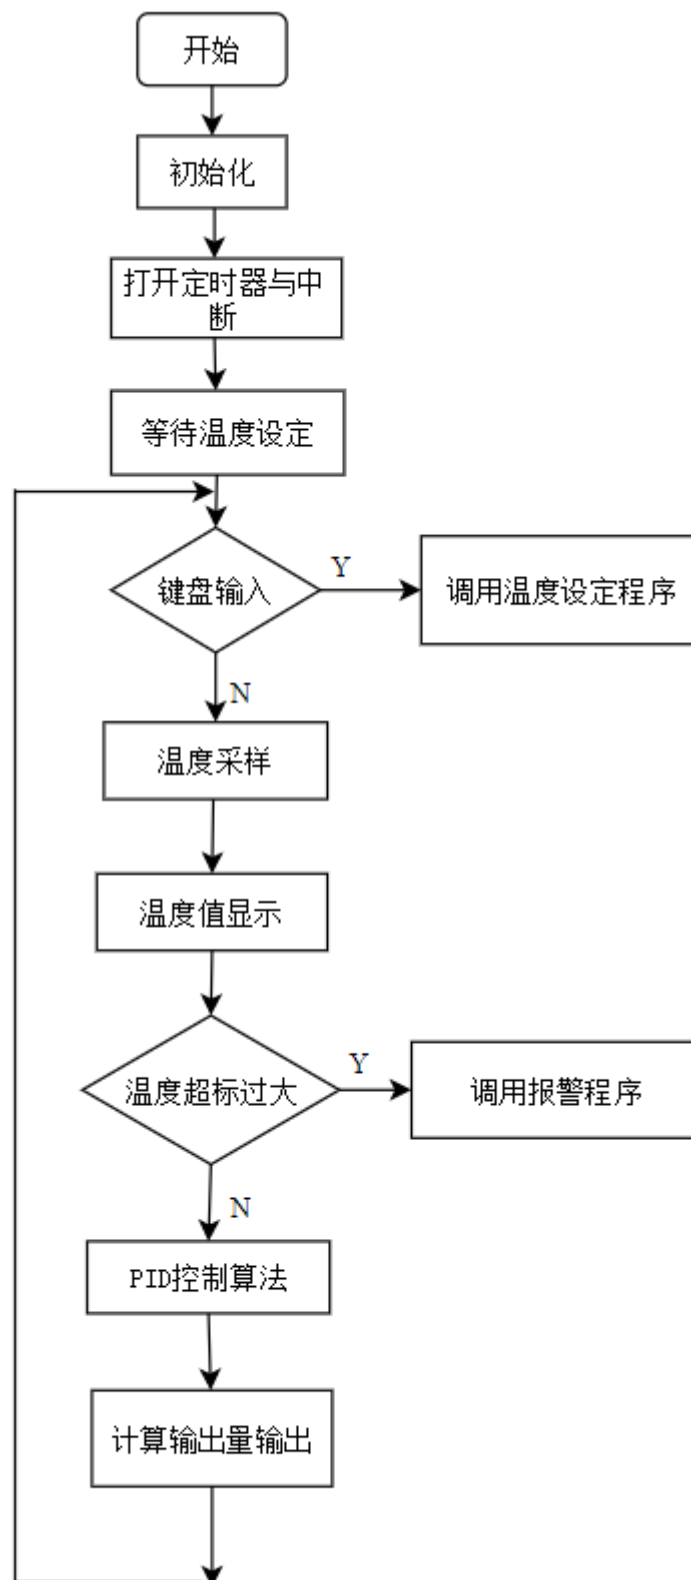 开始
初始化
打开定时器与中
断
等待温度设定
键盘输入
Y
调用温度设定程序
N
温度采样
温度值显示
温度超标过大
Y
调用报警程序
N
PID控制算法
计算输出量输出